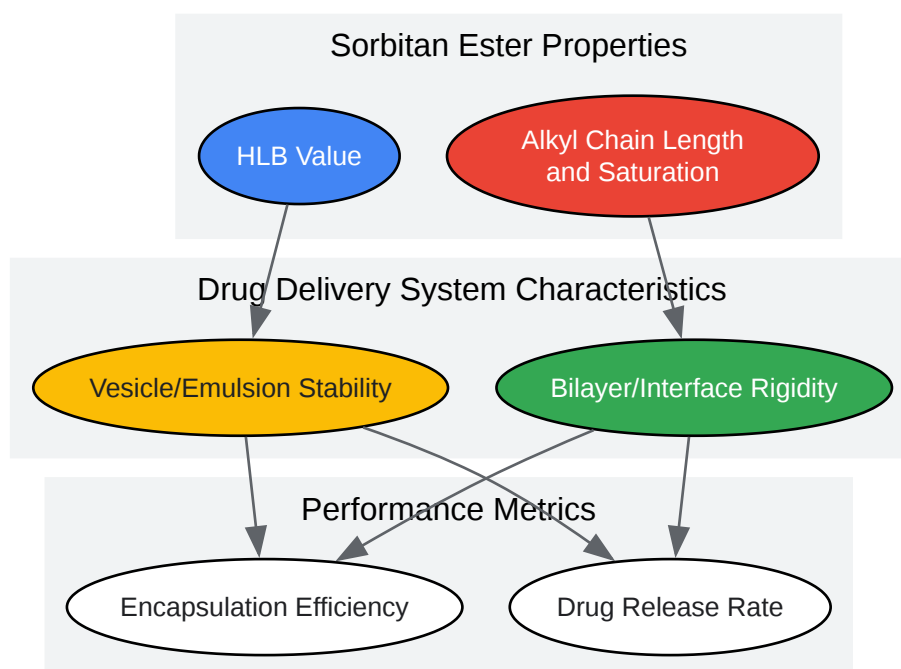 Sorbitan Ester Properties
HLB Value
Alkyl Chain Length
and Saturation
Drug Delivery System Characteristics
Vesicle/Emulsion Stability
Bilayer/Interface Rigidity
Performance Metrics
Encapsulation Efficiency
Drug Release Rate